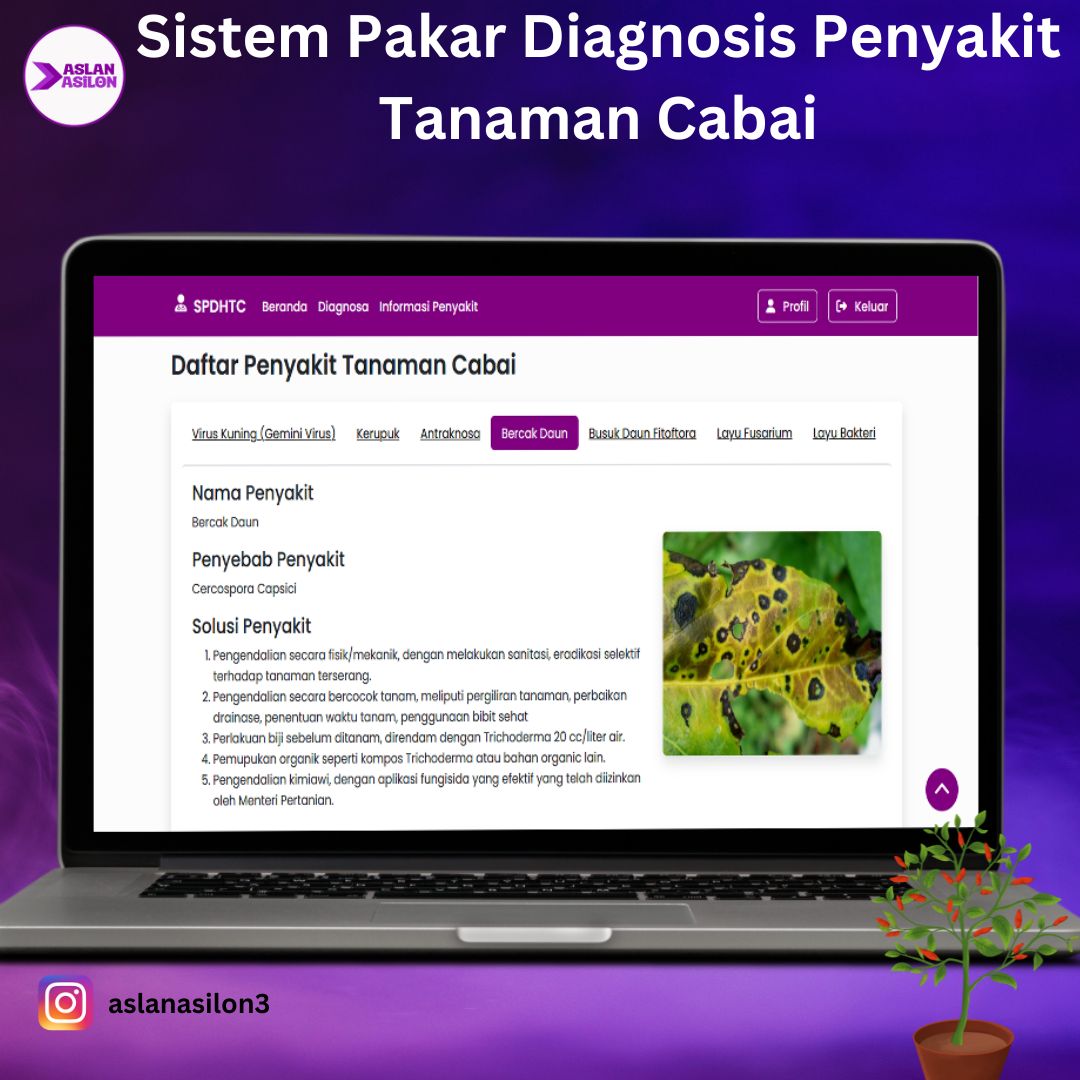 ASLAN
ASILON
Sistem Pakar Diagnosis Penyakit
Tanaman Cabai
SPDHTC Beranda Diagnosa Informasi Penyakit Profil Keluar
Daftar Penyakit Tanaman Cabai
Virus Kuning (Gemini Virus) Kerupuk Antraknosa Bercak Daun Busuk Daun Fitoftora Layu Fusarium Layu Bakteri
Nama Penyakit
Bercak Daun
Penyebab Penyakit
Cercospora Capsici
Solusi Penyakit
1. Pengendalian secara fisik/mekanik, dengan melakukan sanitasi, eradikasi selektif
terhadap tanaman terserang.
2. Pengendalian secara bercocok tanam, meliputi pergiliran tanaman, perbaikan
drainase, penentuan waktu tanam, penggunaan bibit sehat
3. Perlakuan biji sebelum ditanam, direndam dengan Trichoderma 20 cc/liter air.
4. Pemupukan organik seperti kompos Trichoderma atau bahan organic lain.
5. Pengendalian kimiawi, dengan aplikasi fungisida yang efektif yang telah diizinkan
oleh Menteri Pertanian.
aslanasilon3